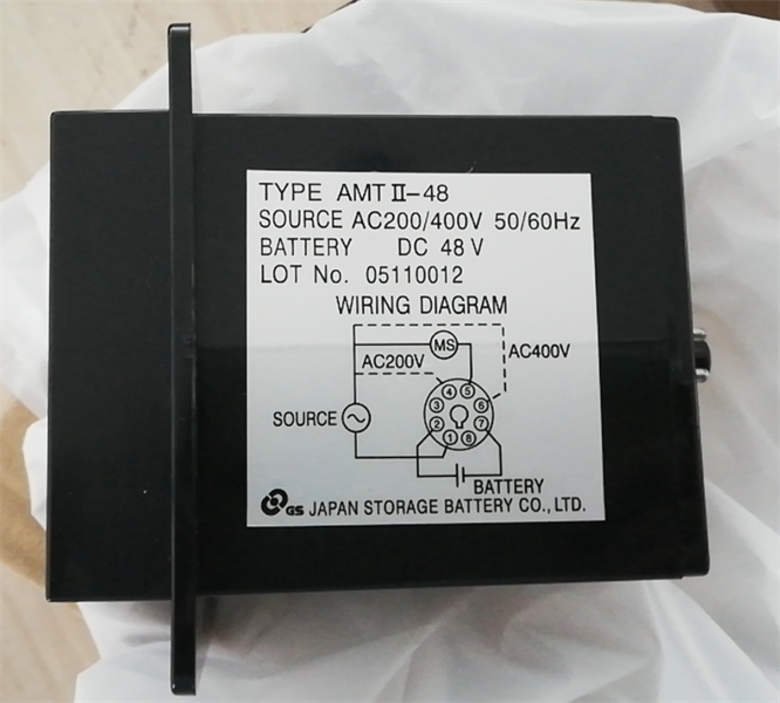 TYPE AMT II-48
SOURCE AC200/400V 50/60Hz
BATTERY DC 48 V
LOT No. 05110012
WIRING DIAGRAM
MS
AC200V
AC400V
4 5
3 6
SOURCE
2 7
1 8
BATTERY
GS JAPAN STORAGE BATTERY CO., LTD.